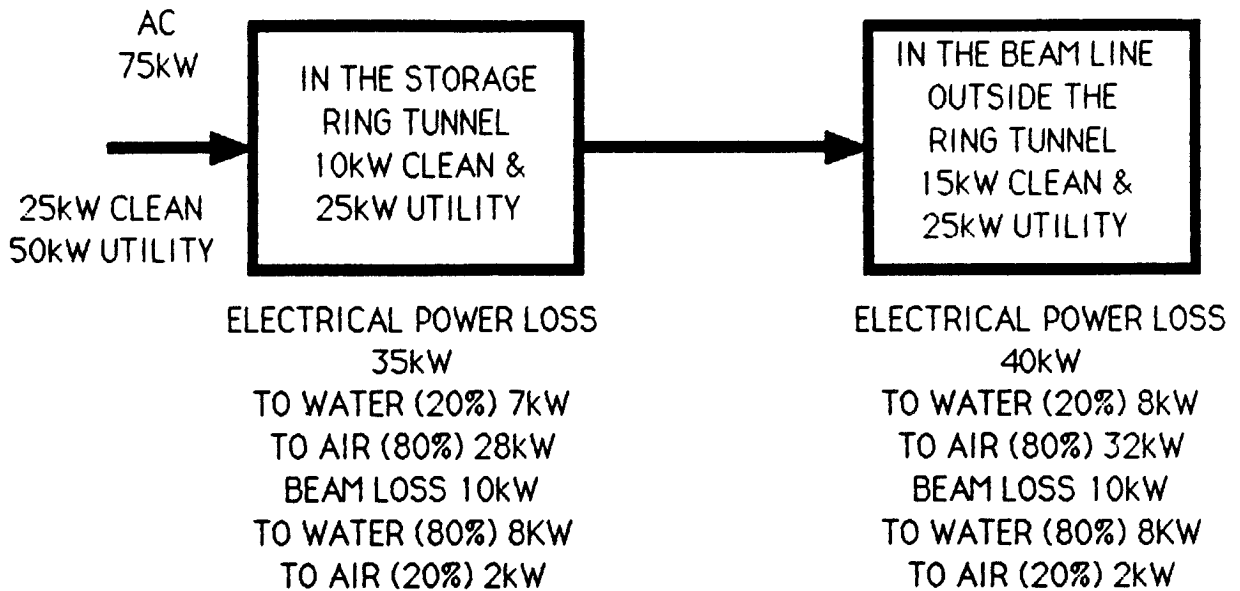 AC
75kW
25kW CLEAN
50kW UTILITY
IN THE STORAGE
RING TUNNEL
10kW CLEAN &
25kW UTILITY
IN THE BEAM LINE
OUTSIDE THE
RING TUNNEL
15kW CLEAN &
25kW UTILITY
ELECTRICAL POWER LOSS
35kW
TO WATER (20%) 7kW
TO AIR (80%) 28kW
BEAM LOSS 10kW
TO WATER (80%) 8KW
TO AIR (20%) 2kW
ELECTRICAL POWER LOSS
40kW
TO WATER (20%) 8kW
TO AIR (80%) 32kW
BEAM LOSS 10kW
TO WATER (80%) 8KW
TO AIR (20%) 2kW